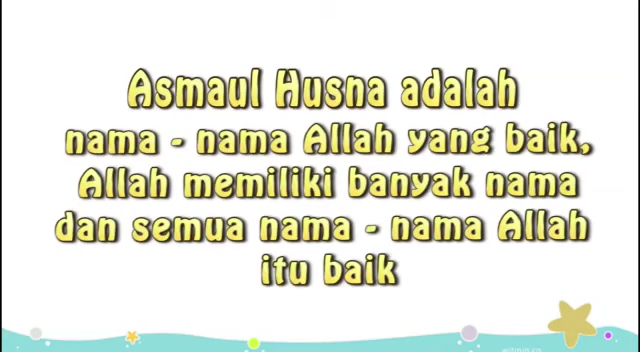 Asmaul Husna adalah
nama - nama Allah yang baik,
Allah memiliki banyak nama
dan semua nama - nama Allah
itu baik